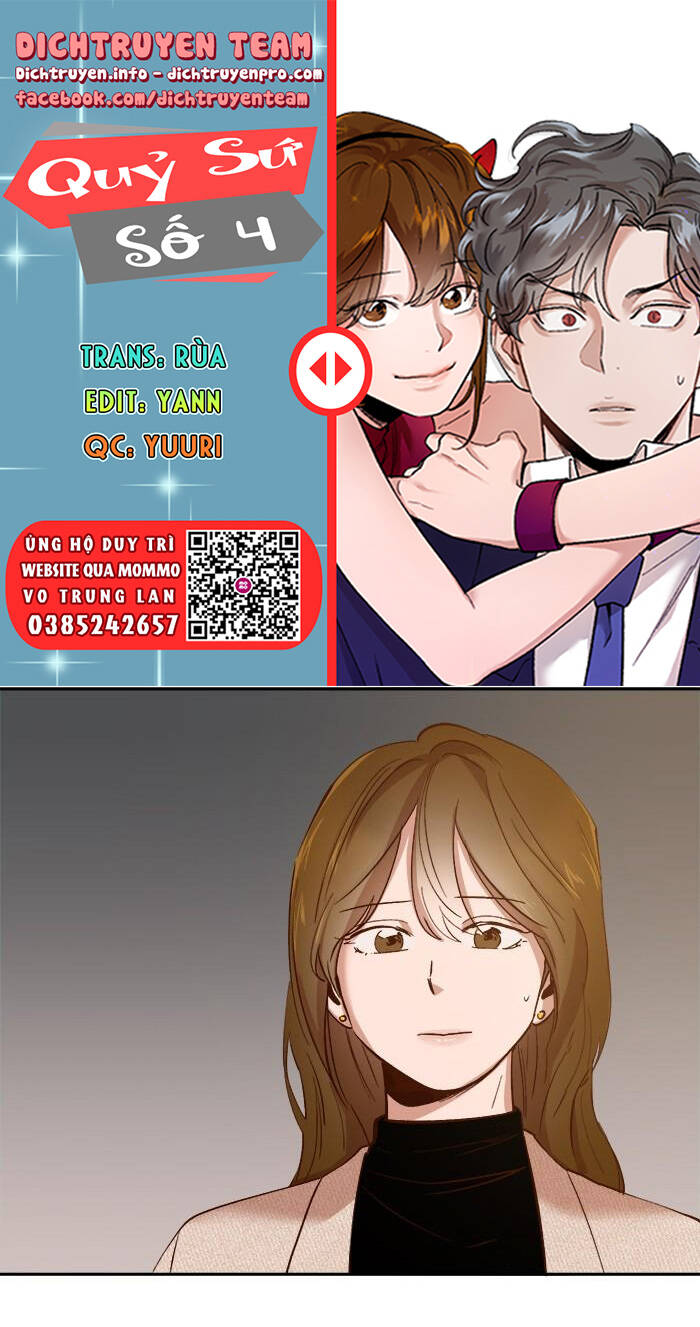 DICHTRUYEN TEAM
Dichtruyen.info - dichtruyenpro.com
facebook.com/dichtruyenteam
Quỷ Sứ
Số 4
TRANS: RÙA
EDIT: YANN
QC: YUURI
ỦNG HỘ DUY TRÌ
WEBSITE QUA MOMMO
VO TRUNG LAN
0385242657